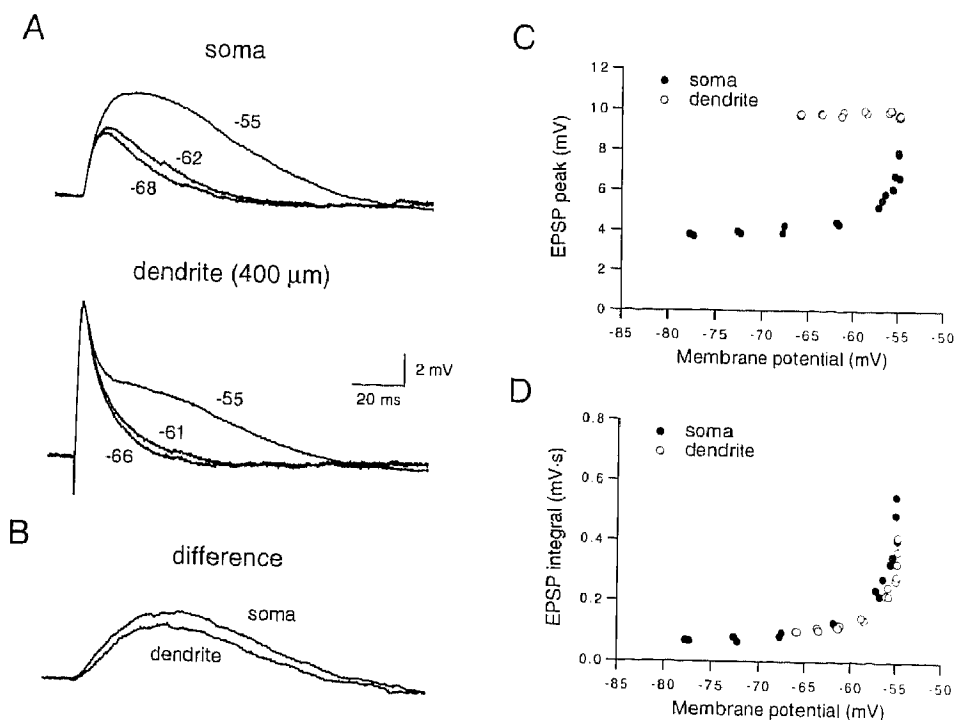 A
soma
-55
-62
-68
dendrite (400 μm)
-55
-61
-66
2 mV
20 ms
B
difference
soma
dendrite
C
EPSP peak (mV)
12
10
8
6
4
2
0
soma
dendrite
-85 -80 -75 -70 -65 -60 -55 -50
Membrane potential (mV)
D
EPSP integral (mV·s)
0.8
0.6
0.4
0.2
0.0
soma
dendrite
-85 -80 -75 -70 -65 -60 -55 -50
Membrane potential (mV)